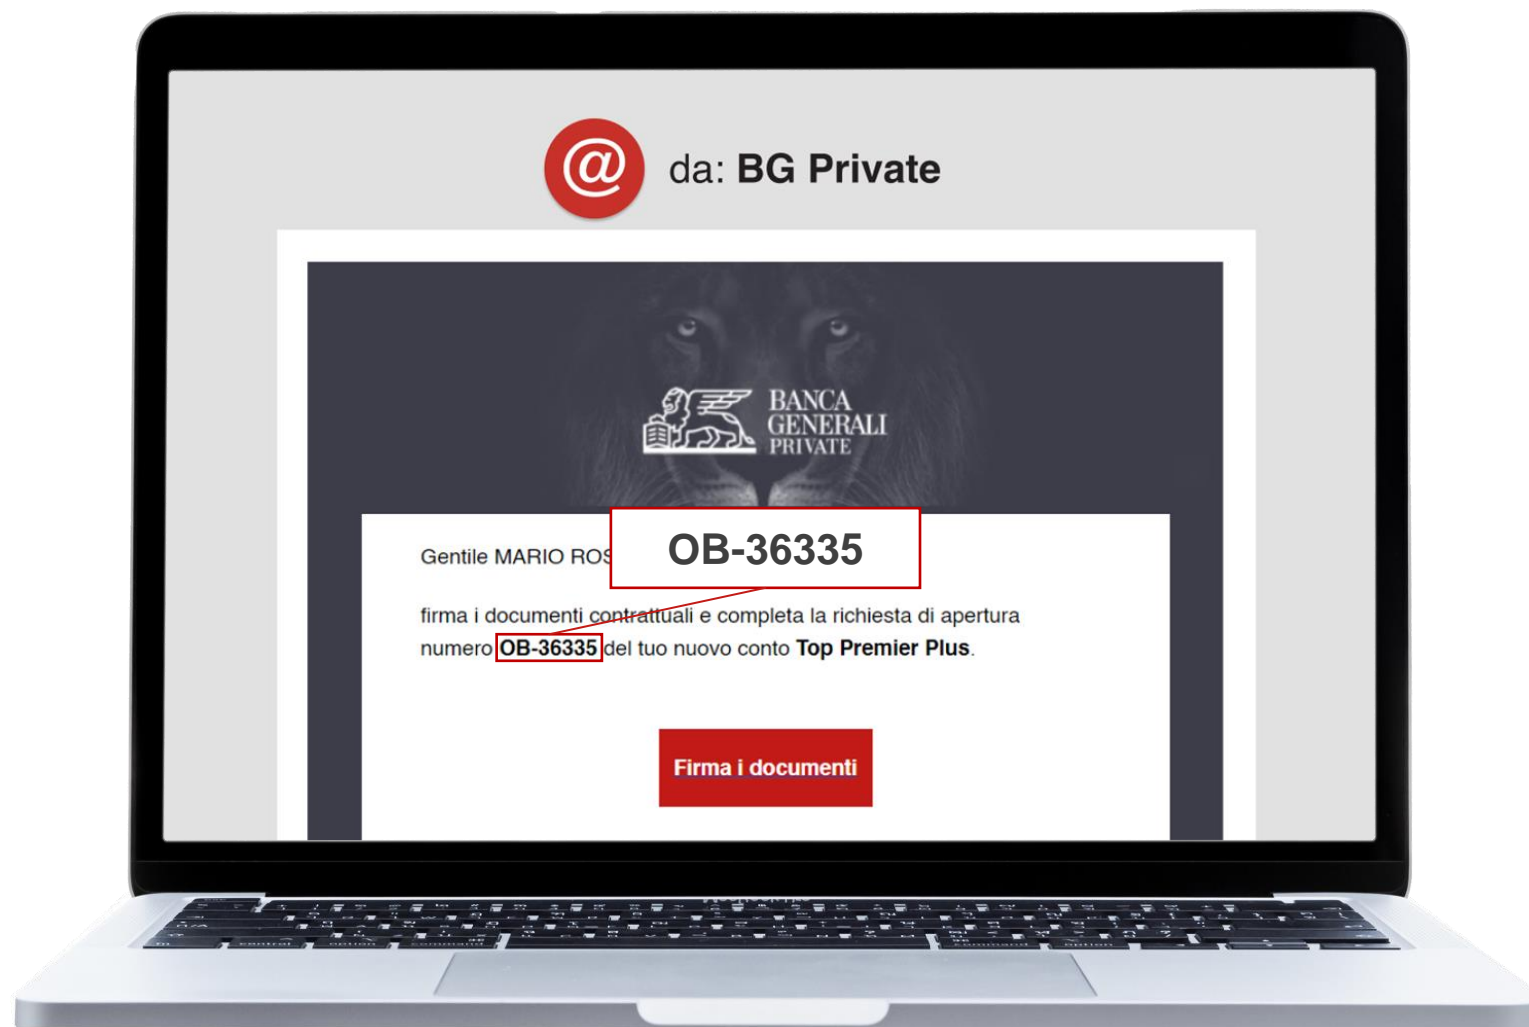 @ da: BG Private
BANCA
GENERALI
PRIVATE
OB-36335
Gentile MARIO
firma i documenti contrattuali e completa la richiesta di apertura
numero OB-36335 del tuo nuovo conto Top Premier Plus.
Firma i documenti